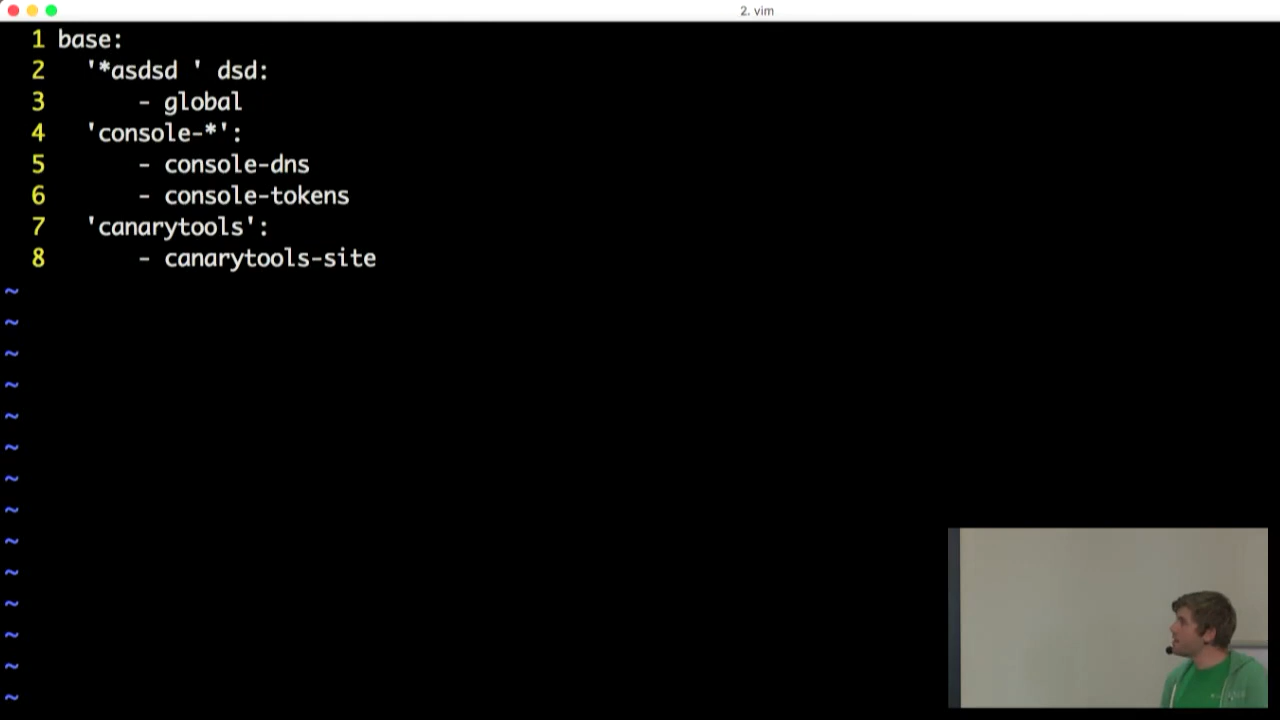 2. vim
1 base:
2   '*asdsd ' dsd:
3       - global
4   'console-*':
5       - console-dns
6       - console-tokens
7   'canarytools':
8       - canarytools-site
~
~
~
~
~
~
~
~
~
~
~
~
~
~